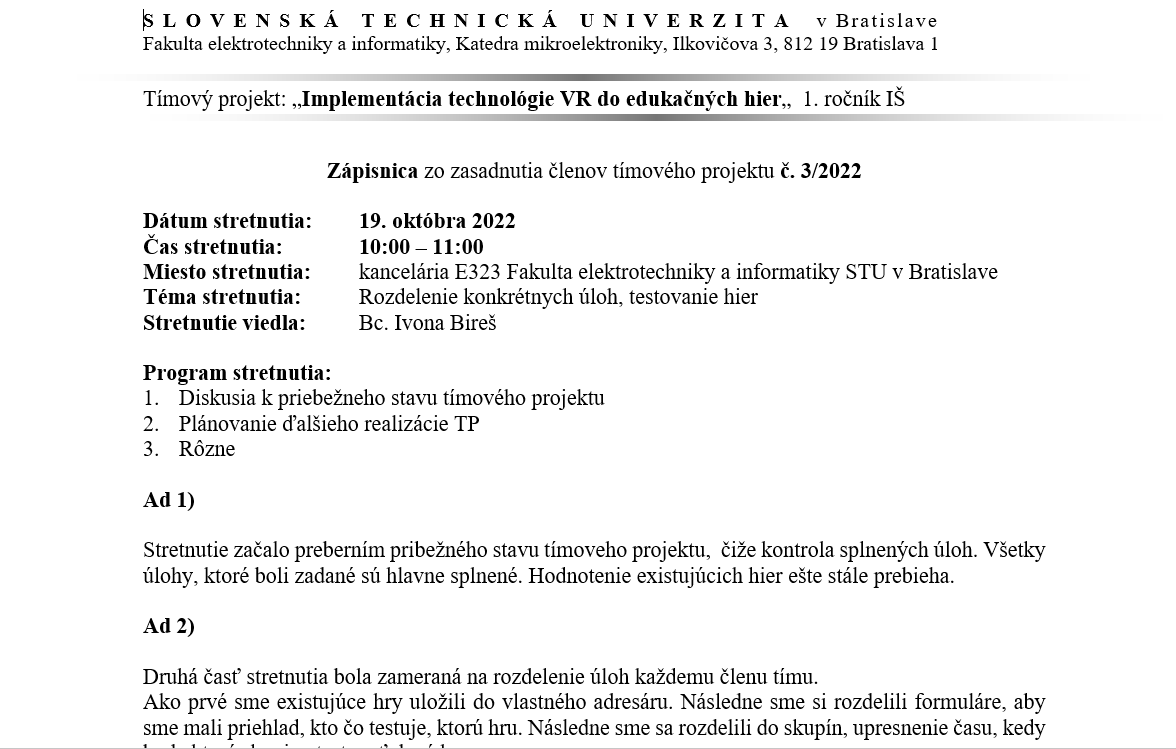 SLOVENSKÁ TECHNICKÁ UNIVERZITA v Bratislave
Fakulta elektrotechniky a informatiky, Katedra mikroelektroniky, Ilkovičova 3, 812 19 Bratislava 1
Tímový projekt: „Implementácia technológie VR do edukačných hier„ 1. ročník IŠ
Zápisnica zo zasadnutia členov tímového projektu č. 3/2022
Dátum stretnutia: 19. október 2022
Čas stretnutia: 10:00 – 11:00
Miesto stretnutia: kancelária E323 Fakulta elektrotechniky a informatiky STU v Bratislave
Téma stretnutia: Rozdelenie konkrétnych úloh, testovanie hier
Stretnutie viedla: Bc. Ivona Bireš
Program stretnutia:
1. Diskusia k priebežneho stavu tímového projektu
2. Plánovanie ďalšieho realizácie TP
3. Rôzne
Ad 1)
Stretnutie začalo preberním pribežného stavu tímoveho projektu, čiže kontrola splnených úloh. Všetky
úlohy, ktoré boli zadané sú hlavne splnené. Hodnotenie existujúcich hier ešte stále prebieha.
Ad 2)
Druhá časť stretnutia bola zameraná na rozdelenie úloh každemu členu tímu.
Ako prvé sme existujúce hry uložili do vlastného adresáru. Následne sme si rozdelili formuláre, aby
sme mali priehlad, kto čo testuje, ktorú hru. Následne sme sa rozdelili do skupín, upresnenie času, kedy